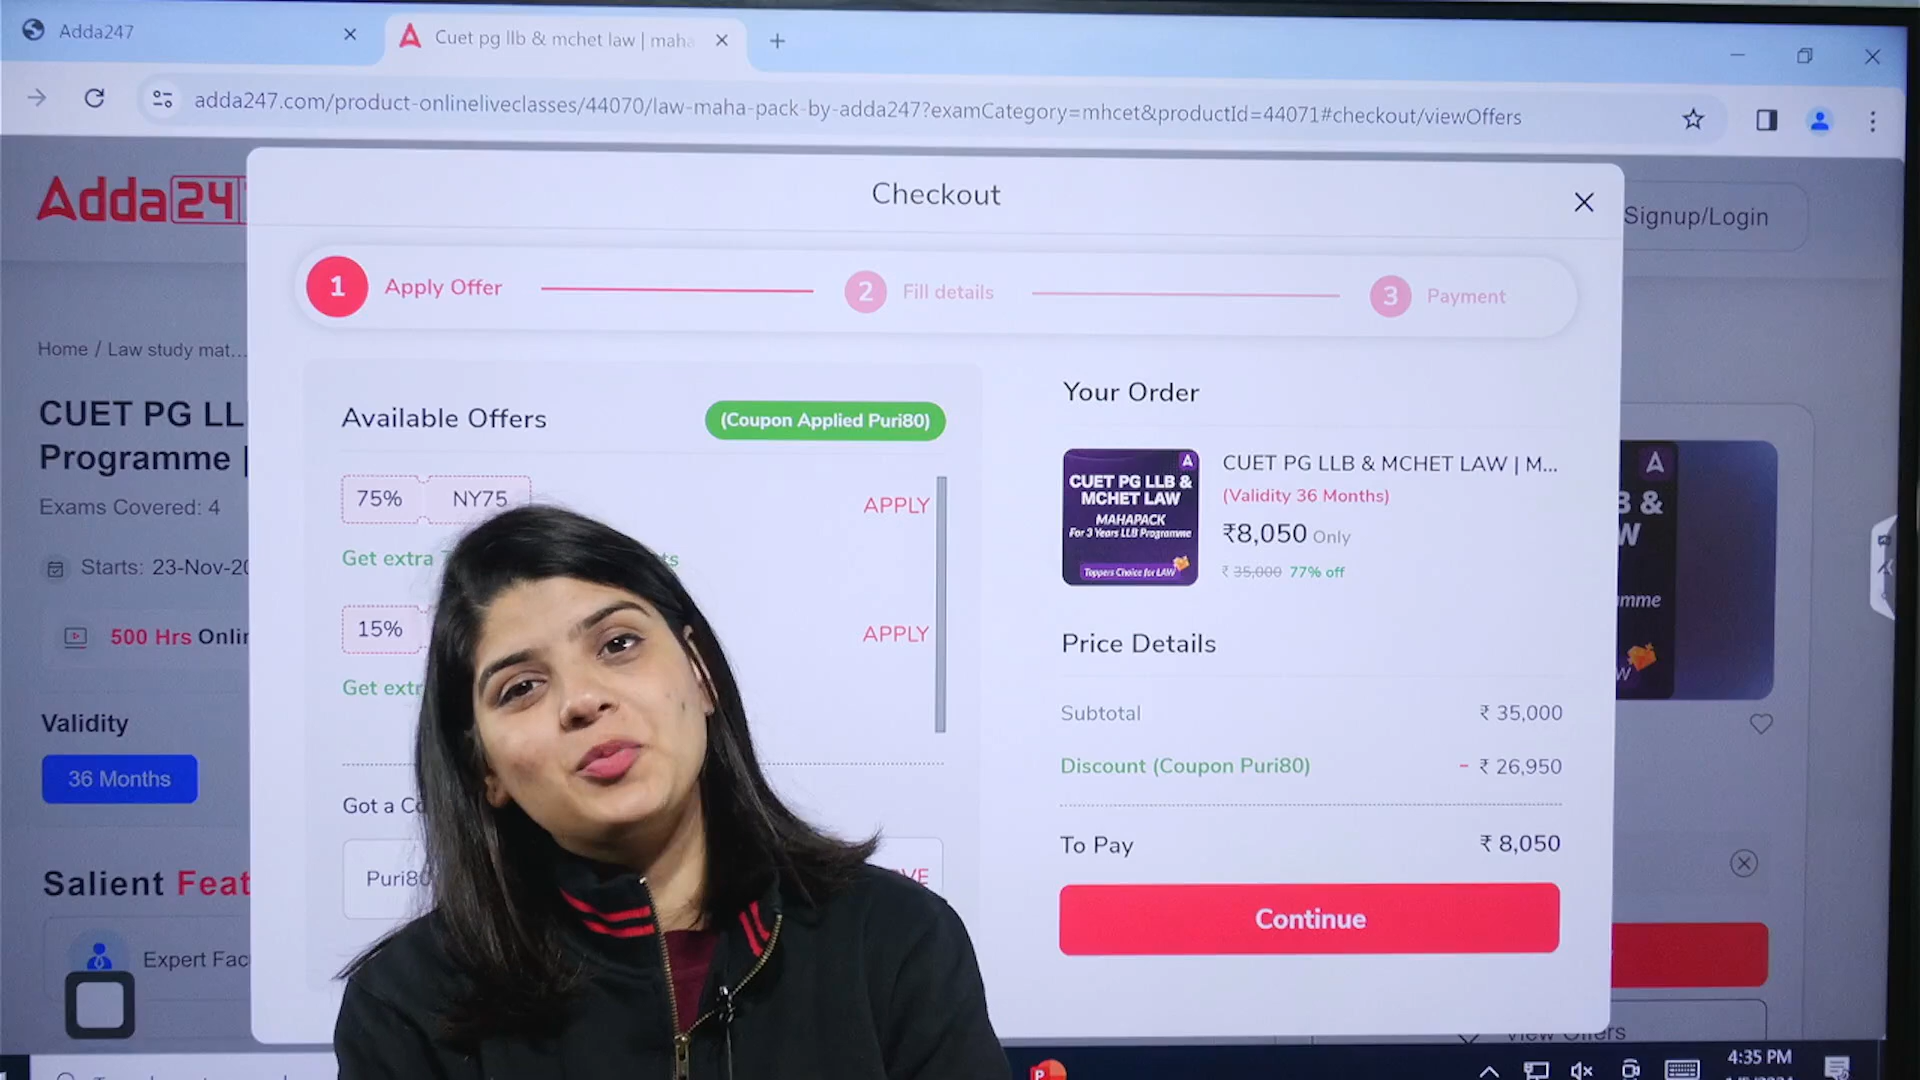 Adda247
Cuet pg llb & mchet law | maha
adda247.com/product-onlineliveclasses/44070/law-maha-pack-by-adda247?examCategory=mhcet&productId=44071#checkout/viewOffers
Adda247
Checkout
Signup/Login
1 Apply Offer
2 Fill details
3 Payment
Home / Law study mat...
CUET PG LL
Programme |
Exams Covered: 4
Starts: 23-Nov-20
500 Hrs Onlin
Validity
36 Months
Salient Feat
Expert Fac
Available Offers
(Coupon Applied Puri80)
75% NY75
APPLY
Get extra
15%
APPLY
Get extr
Got a Co
Puri80
Your Order
A
CUET PG LLB &
MCHET LAW
MAHAPACK
For 3 Years LLB Programme
Toppers Choice for LAW
CUET PG LLB & MCHET LAW | M...
(Validity 36 Months)
₹8,050 Only
₹ 35,000 77% off
Price Details
Subtotal ₹ 35,000
Discount (Coupon Puri80) - ₹ 26,950
To Pay ₹ 8,050
Continue
View Offers
4:35 PM